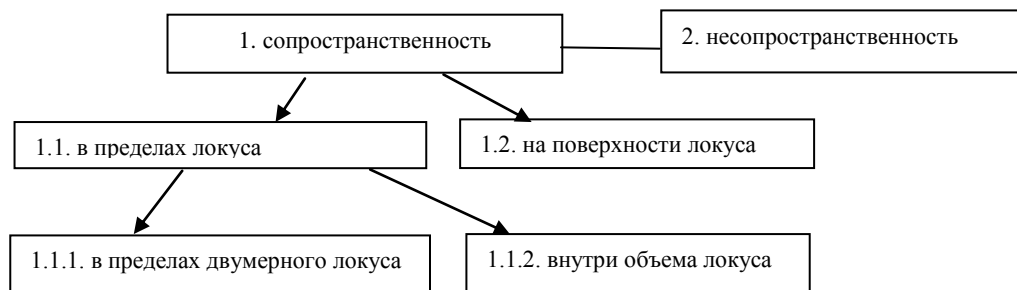 1. сопространственность
2. несопространственность
1.1. в пределах локуса
1.2. на поверхности локуса
1.1.1. в пределах двумерного локуса
1.1.2. внутри объема локуса